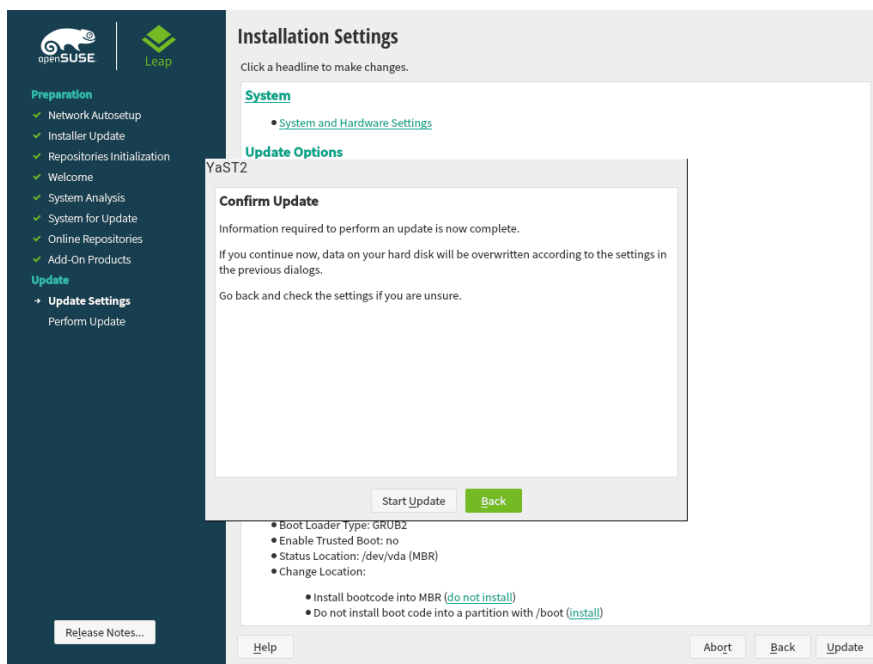 openSUSE
Leap
Preparation
Network Autosetup
Installer Update
Repositories Initialization
Welcome
System Analysis
System for Update
Online Repositories
Add-On Products
Update
Update Settings
Perform Update
Release Notes...
Installation Settings
Click a headline to make changes.
System
System and Hardware Settings
Update Options
YaST2
Confirm Update
Information required to perform an update is now complete.
If you continue now, data on your hard disk will be overwritten according to the settings in
the previous dialogs.
Go back and check the settings if you are unsure.
Start Update
Back
Boot Loader Type: GRUB2
Enable Trusted Boot: no
Status Location: /dev/vda (MBR)
Change Location:
Install bootcode into MBR (do not install)
Do not install boot code into a partition with /boot (install)
Help
Abort
Back
Update